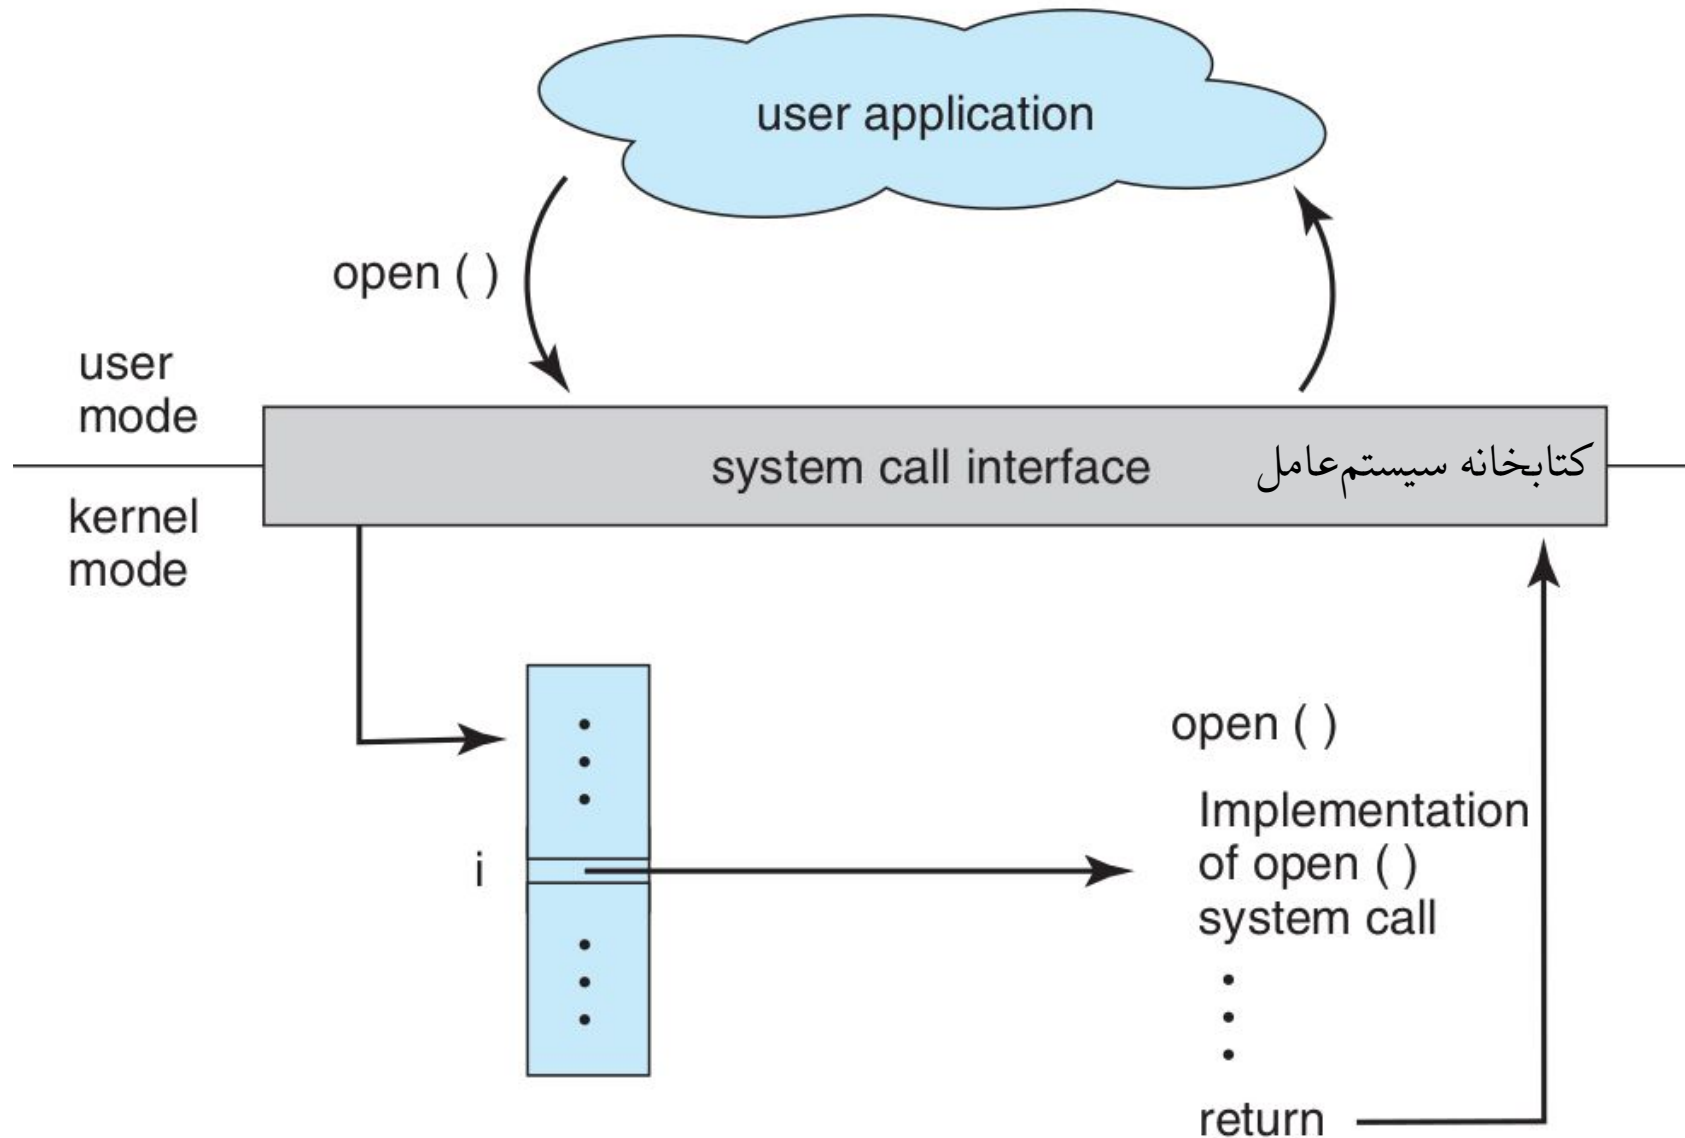 user application
open ( )
user
mode
system call interface کتابخانه سیستم‌عامل
kernel
mode
open ( )
Implementation
of open ( )
system call
i
return